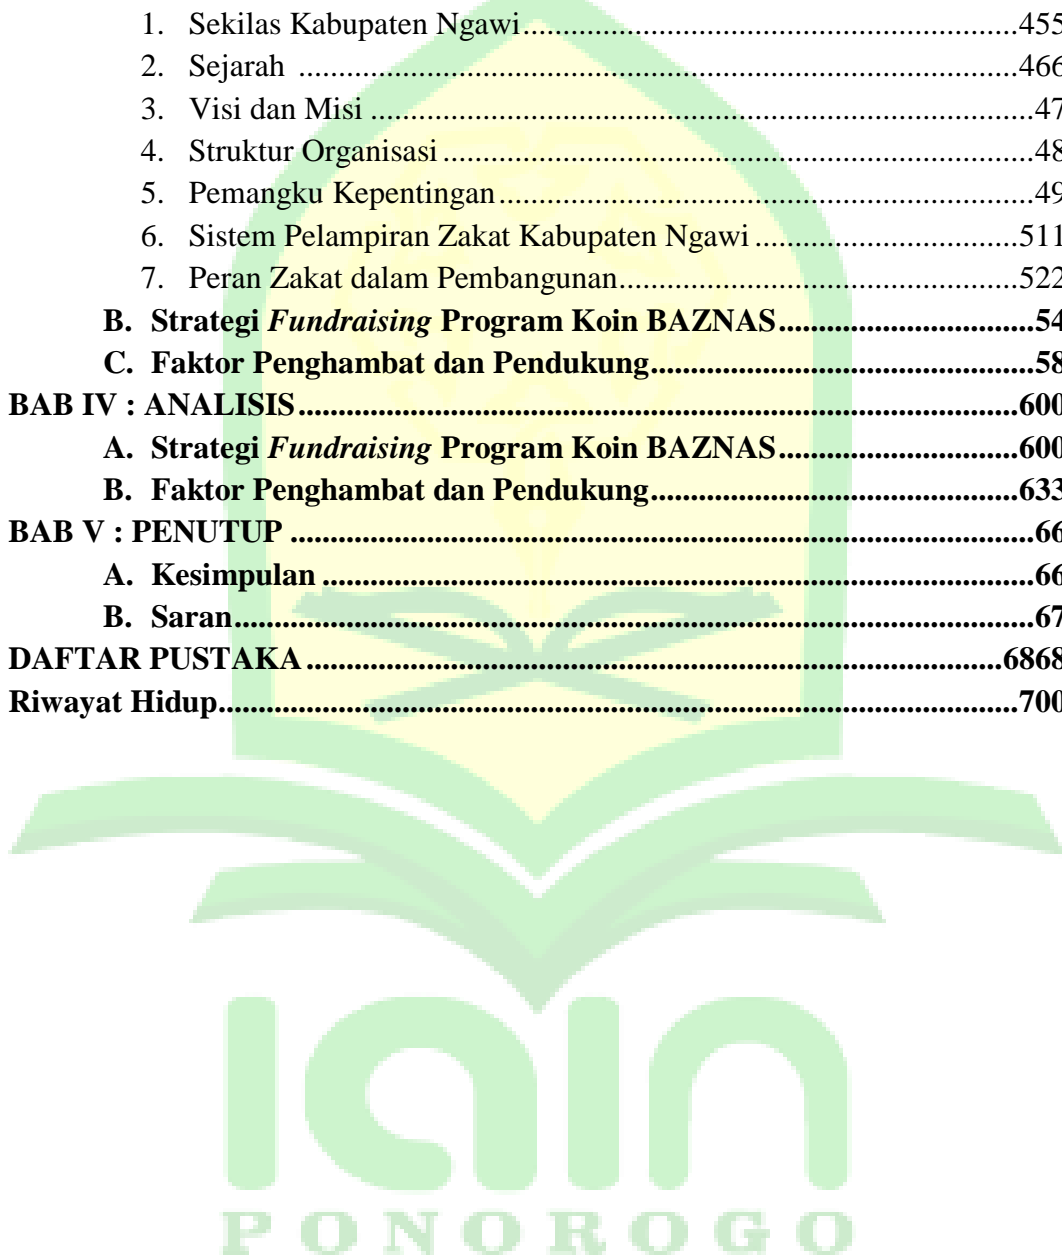 1. Sekilas Kabupaten Ngawi....................................................................455
2. Sejarah ....................................................................466
3. Visi dan Misi ....................................................................47
4. Struktur Organisasi ....................................................................48
5. Pemangku Kepentingan....................................................................49
6. Sistem Pelampiran Zakat Kabupaten Ngawi ....................................................................511
7. Peran Zakat dalam Pembangunan....................................................................522
B. Strategi Fundraising Program Koin BAZNAS....................................................................54
C. Faktor Penghambat dan Pendukung....................................................................58
BAB IV : ANALISIS....................................................................600
A. Strategi Fundraising Program Koin BAZNAS....................................................................600
B. Faktor Penghambat dan Pendukung....................................................................633
BAB V : PENUTUP ....................................................................66
A. Kesimpulan ....................................................................66
B. Saran....................................................................67
DAFTAR PUSTAKA ....................................................................6868
Riwayat Hidup....................................................................700
iain
PONOROGO